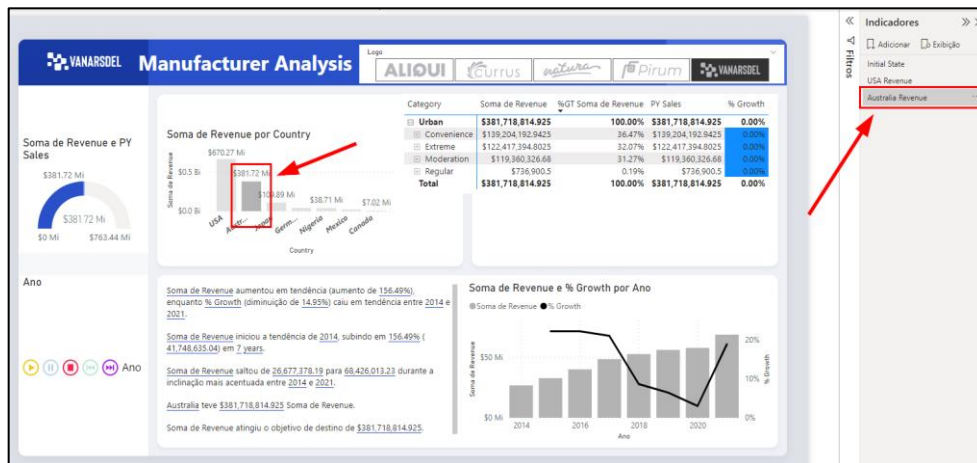 VANARSDEL
Manufacturer Analysis
Logo
ALIQUI
Currus
natura
Pirum
VANARSDEL
Soma de Revenue e PY
Sales
$381.72 Mi
$381.72 Mi
$0 Mi $763.44 Mi
Soma de Revenue por Country
Soma de Revenue
$0.5 Bi
$0.0 Bi
$670.27 Mi
$381.72 Mi
$38.71 Mi
$7.02 Mi
USA
Austr...
Japan
Germ...
Nigeria
Mexico
Canada
Country
Category Soma de Revenue %GT Soma de Revenue PY Sales % Growth
Urban $381,718,814.925 100.00% $381,718,814.925 0.00%
Convenience $139,204,192.9425 36.47% $139,204,192.9425 0.00%
Extreme $122,417,394.8025 32.07% $122,417,394.8025 0.00%
Moderation $119,360,326.68 31.27% $119,360,326.68 0.00%
Regular $736,900.5 0.19% $736,900.5 0.00%
Total $381,718,814.925 100.00% $381,718,814.925 0.00%
Ano
Ano
Soma de Revenue aumentou em tendência (aumento de 156.49%),
enquanto % Growth (diminuição de 14.95%) caiu em tendência entre 2014 e
2021.
Soma de Revenue iniciou a tendência de 2014, subindo em 156.49% (
41,748,635.04) em 7 years.
Soma de Revenue saltou de 26,677,378.19 para 68,426,013.23 durante a
inclinação mais acentuada entre 2014 e 2021.
Australia teve $381,718,814.925 Soma de Revenue.
Soma de Revenue atingiu o objetivo de destino de $381,718,814.925.
Soma de Revenue e % Growth por Ano
Soma de Revenue % Growth
Soma de Revenue
$50 Mi
$0 Mi
20%
10%
0%
% Growth
2014 2016 2018 2020
Ano
Filtros
Indicadores
Adicionar Exibição
Initial State
USA Revenue
Australia Revenue